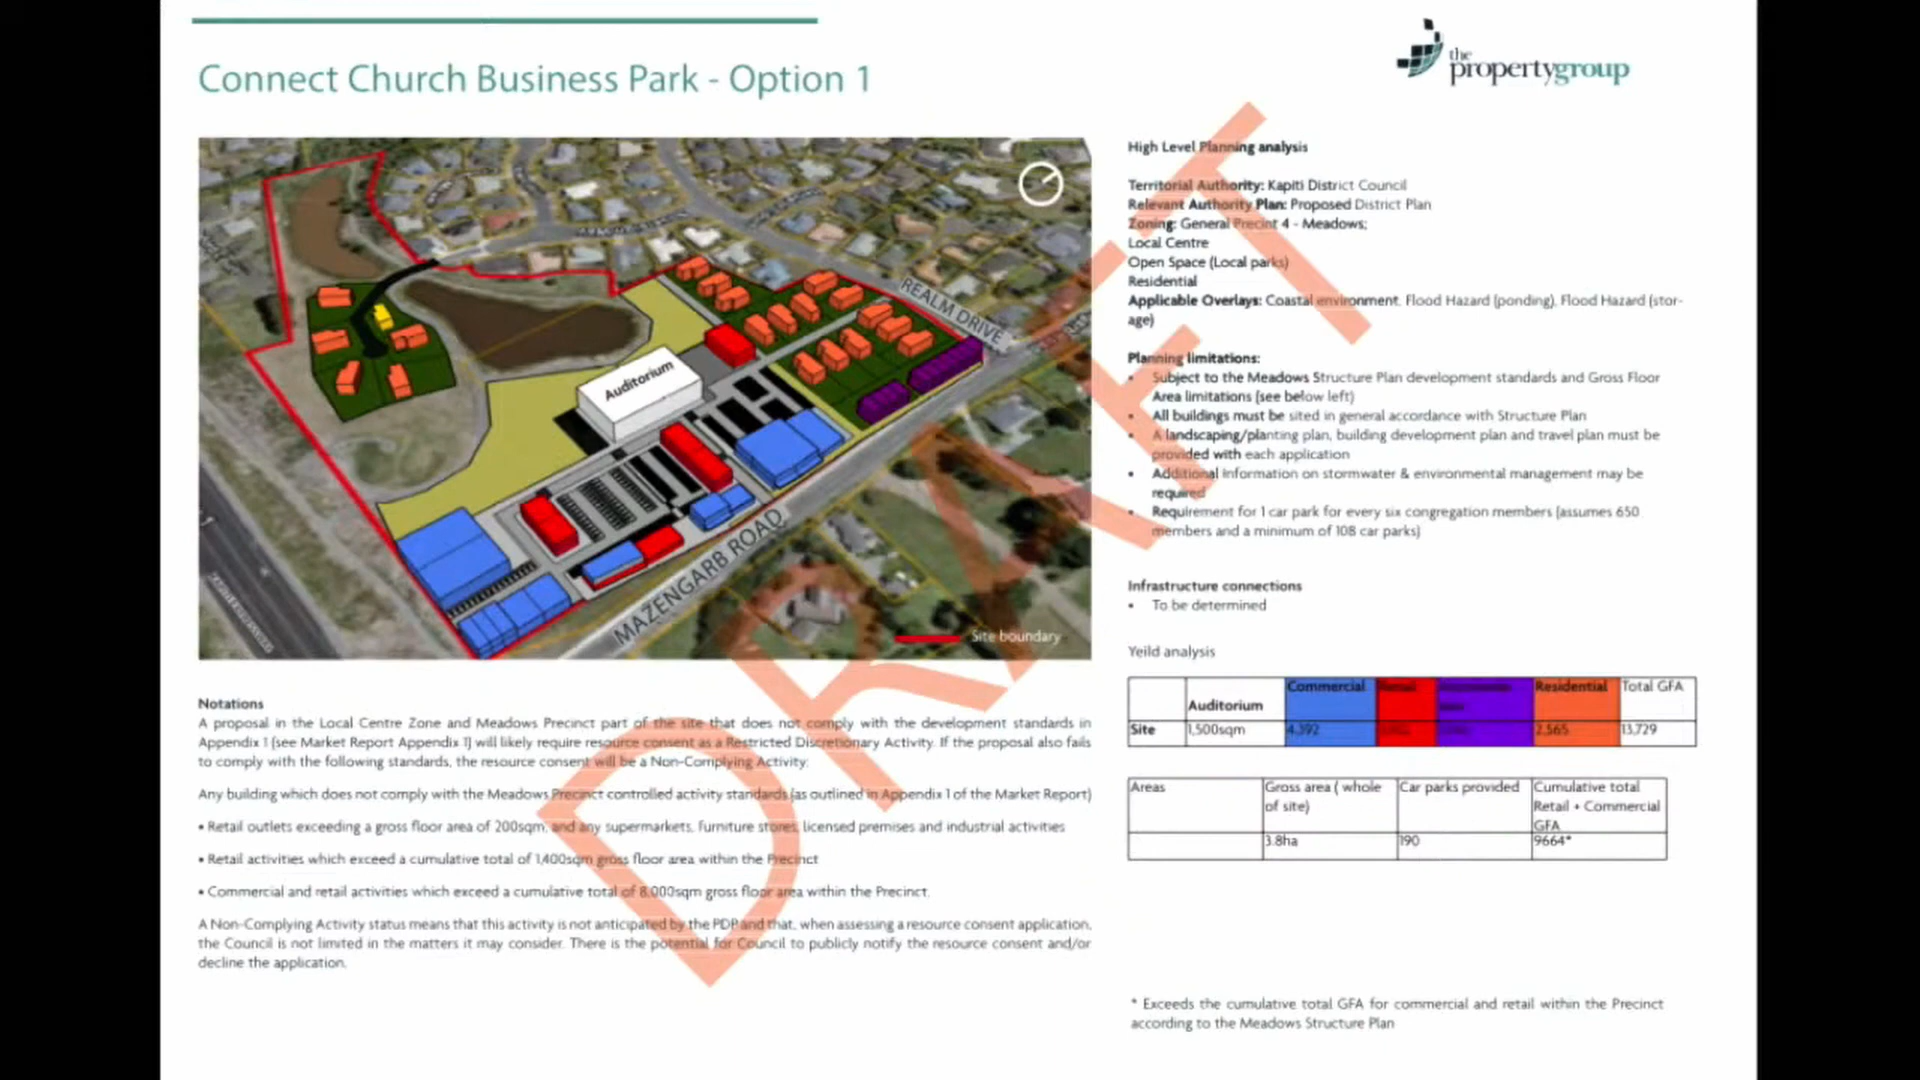 Connect Church Business Park - Option 1
the
propertygroup
Auditorium
REALM DRIVE
MAZENGARB ROAD
Site boundary
High Level Planning analysis
Territorial Authority: Kapiti District Council
Relevant Authority Plan: Proposed District Plan
Zoning: General Precint 4 - Meadows;
Local Centre
Open Space (Local parks)
Residential
Applicable Overlays: Coastal environment, Flood Hazard (ponding), Flood Hazard (stor-
age)
Planning limitations:
• Subject to the Meadows Structure Plan development standards and Gross Floor
Area limitations (see below left)
• All buildings must be sited in general accordance with Structure Plan
• A landscaping/planting plan, building development plan and travel plan must be
provided with each application
• Additional Information on stormwater & environmental management may be
required
• Requirement for 1 car park for every six congregation members (assumes 650
members and a minimum of 108 car parks)
Infrastructure connections
• To be determined
Yeild analysis
Auditorium Commercial Residential Total GFA
Site 1,500sqm 4,392 2,565 13,729
Areas Gross area ( whole Car parks provided Cumulative total
of site) Retail + Commercial
GFA
3.8ha 190 9664*
* Exceeds the cumulative total GFA for commercial and retail within the Precinct
according to the Meadows Structure Plan
Notations
A proposal in the Local Centre Zone and Meadows Precinct part of the site that does not comply with the development standards in
Appendix 1 (see Market Report Appendix 1) will likely require resource consent as a Restricted Discretionary Activity. If the proposal also fails
to comply with the following standards, the resource consent will be a Non-Complying Activity:
Any building which does not comply with the Meadows Precinct controlled activity standards (as outlined in Appendix 1 of the Market Report)
• Retail outlets exceeding a gross floor area of 200sqm, and any supermarkets, furniture stores, licensed premises and industrial activities
• Retail activities which exceed a cumulative total of 1,400sqm gross floor area within the Precinct
• Commercial and retail activities which exceed a cumulative total of 8,000sqm gross floor area within the Precinct.
A Non-Complying Activity status means that this activity is not anticipated by the PDP and that, when assessing a resource consent application,
the Council is not limited in the matters it may consider. There is the potential for Council to publicly notify the resource consent and/or
decline the application.
DRAFT